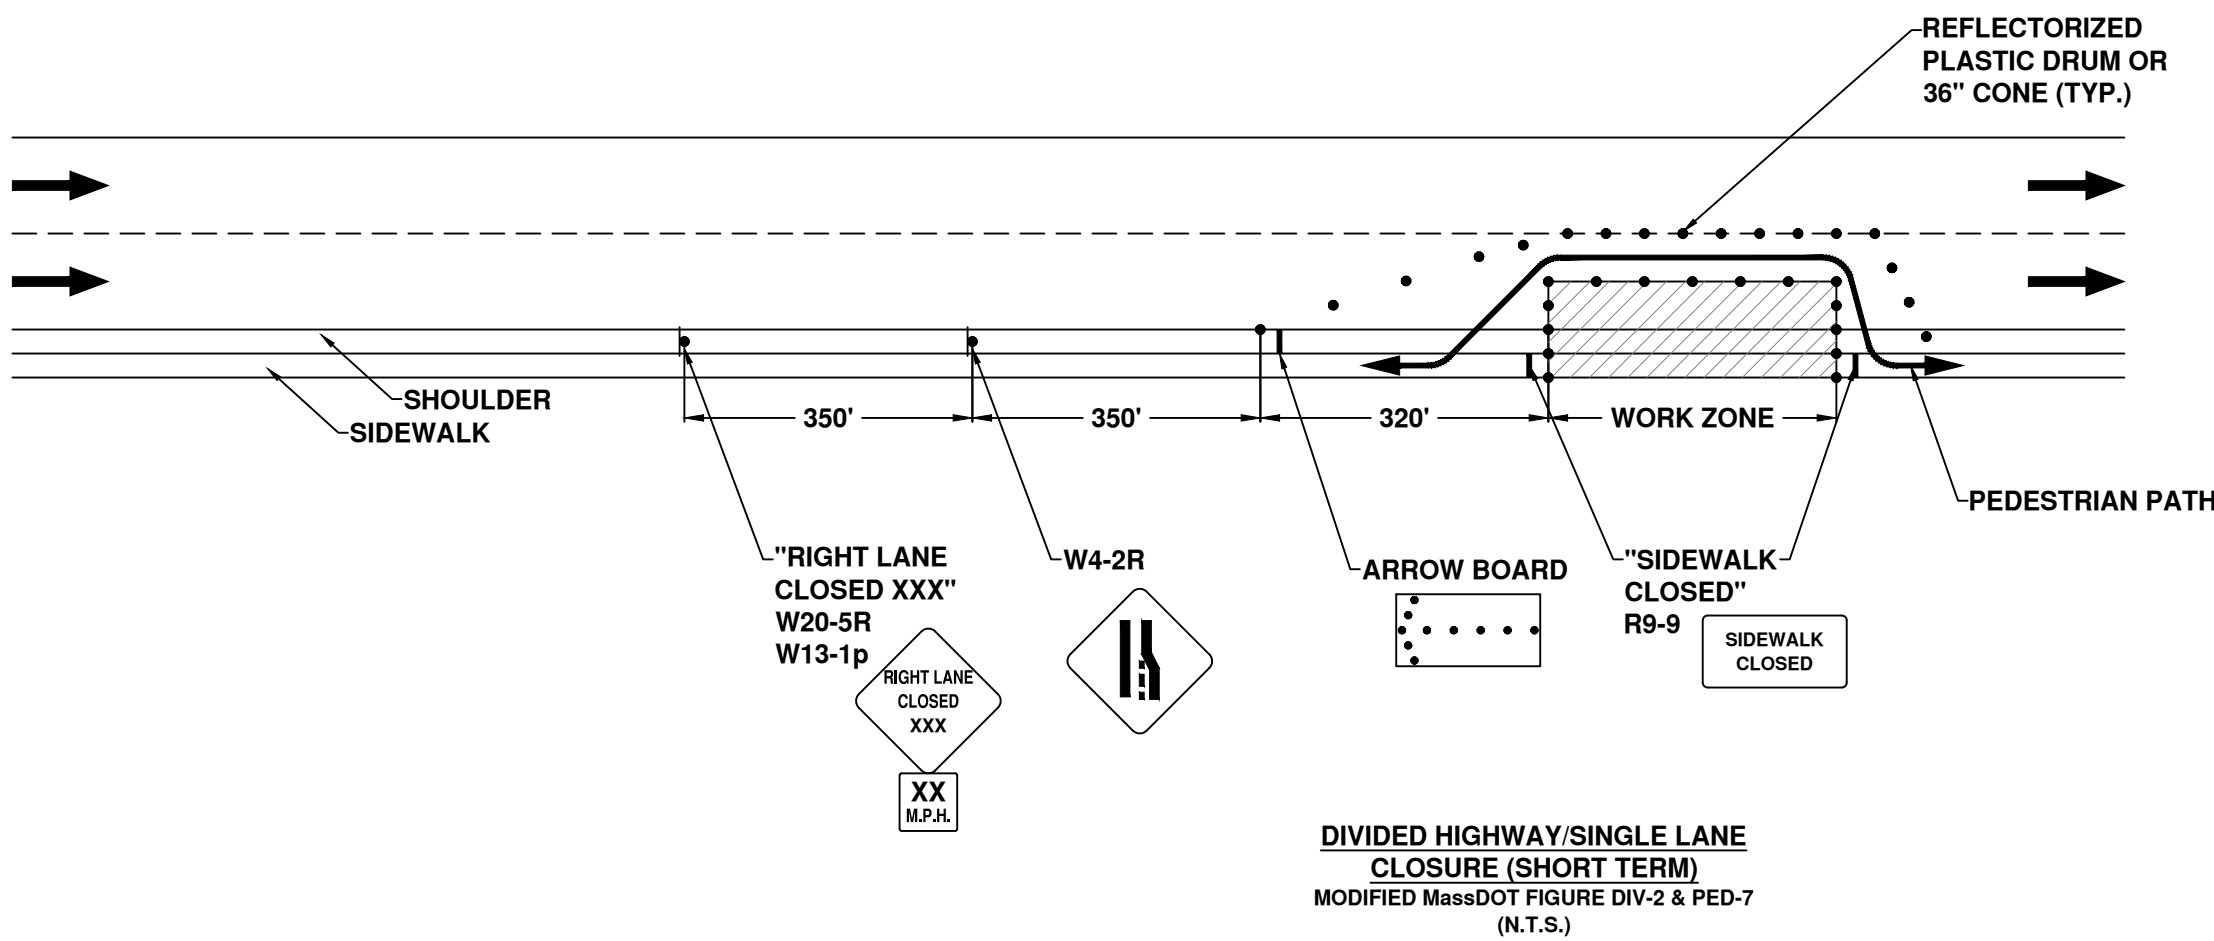 REFLECTORIZED
PLASTIC DRUM OR
36" CONE (TYP.)
SHOULDER
SIDEWALK
350'
350'
320'
WORK ZONE
PEDESTRIAN PATH
"RIGHT LANE
CLOSED XXX"
W20-5R
W13-1p
RIGHT LANE
CLOSED
XXX
XX
M.P.H.
W4-2R
ARROW BOARD
"SIDEWALK
CLOSED"
R9-9
SIDEWALK
CLOSED
DIVIDED HIGHWAY/SINGLE LANE
CLOSURE (SHORT TERM)
MODIFIED MassDOT FIGURE DIV-2 & PED-7
(N.T.S.)